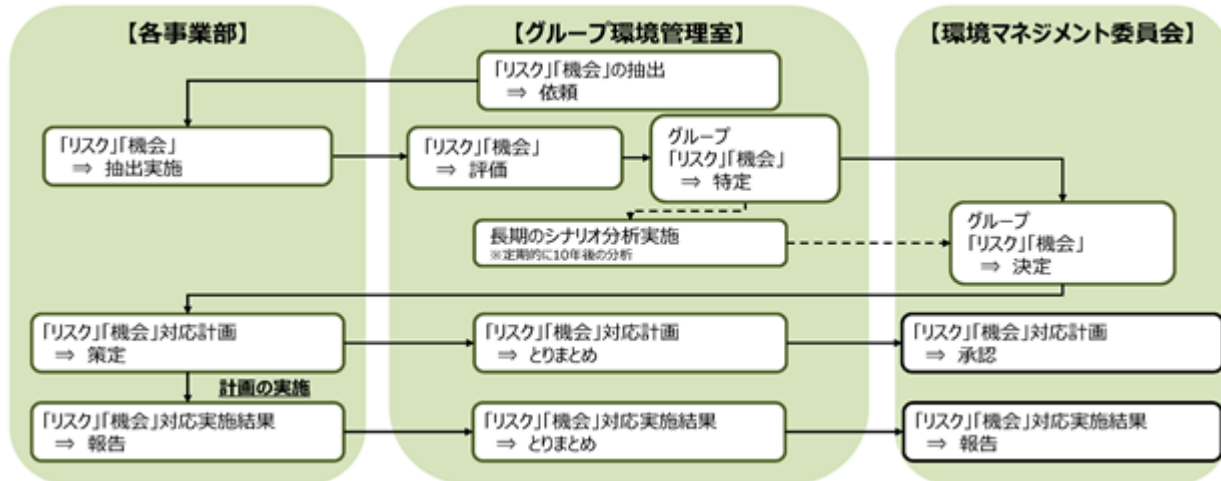 【各事業部】
【グループ環境管理室】
【環境マネジメント委員会】
「リスク」「機会」の抽出
⇒ 依頼
「リスク」「機会」
⇒ 抽出実施
「リスク」「機会」
⇒ 評価
グループ
「リスク」「機会」
⇒ 特定
長期のシナリオ分析実施
※定期的に10年後の分析
グループ
「リスク」「機会」
⇒ 決定
「リスク」「機会」対応計画
⇒ 策定
「リスク」「機会」対応計画
⇒ とりまとめ
「リスク」「機会」対応計画
⇒ 承認
計画の実施
「リスク」「機会」対応実施結果
⇒ 報告
「リスク」「機会」対応実施結果
⇒ とりまとめ
「リスク」「機会」対応実施結果
⇒ 報告